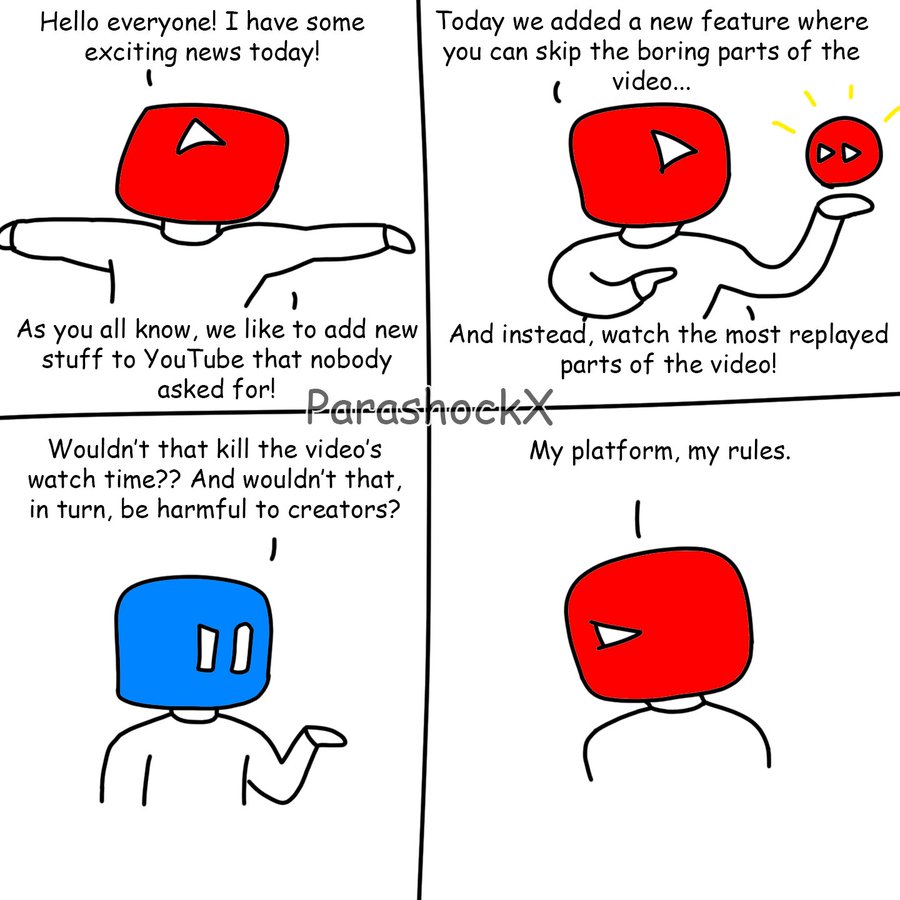 Hello everyone! I have some
exciting news today!
As you all know, we like to add new
stuff to YouTube that nobody
asked for!
Today we added a new feature where
you can skip the boring parts of the
video...
And instead, watch the most replayed
parts of the video!
ParashockX
Wouldn't that kill the video's
watch time?? And wouldn't that,
in turn, be harmful to creators?
My platform, my rules.